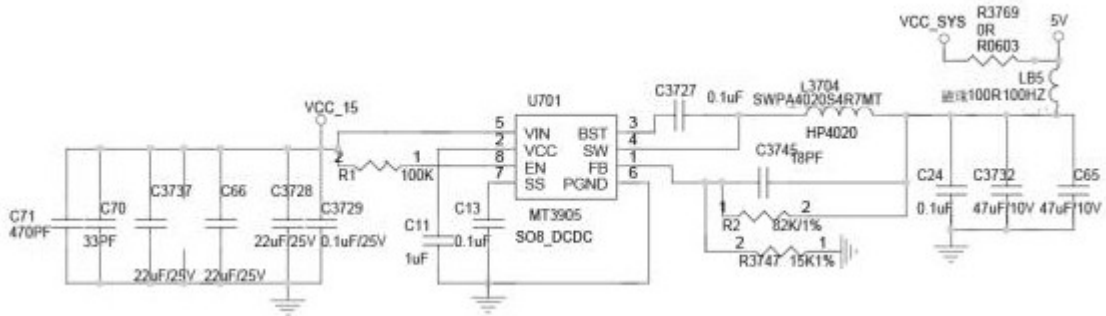 VCC_SYS
R3769
0R
R0603
5V
LB5
磁珠100R100HZ
L3704
SWPA4020S4R7MT
HP4020
C3727
0.1uF
U701
VCC_15
5
2
8
7
VIN
VCC
EN
SS
BST
SW
FB
PGND
3
4
1
6
MT3905
SO8_DCDC
2
1
R1
100K
C3745
18PF
C71
470PF
C70
33PF
C3737
22uF/25V
C66
22uF/25V
C3728
22uF/25V
C3729
0.1uF/25V
C11
1uF
C13
0.1uF
1
2
R2
82K/1%
2
1
R3747
15K1%
C24
0.1uF
C3732
47uF/10V
C65
47uF/10V